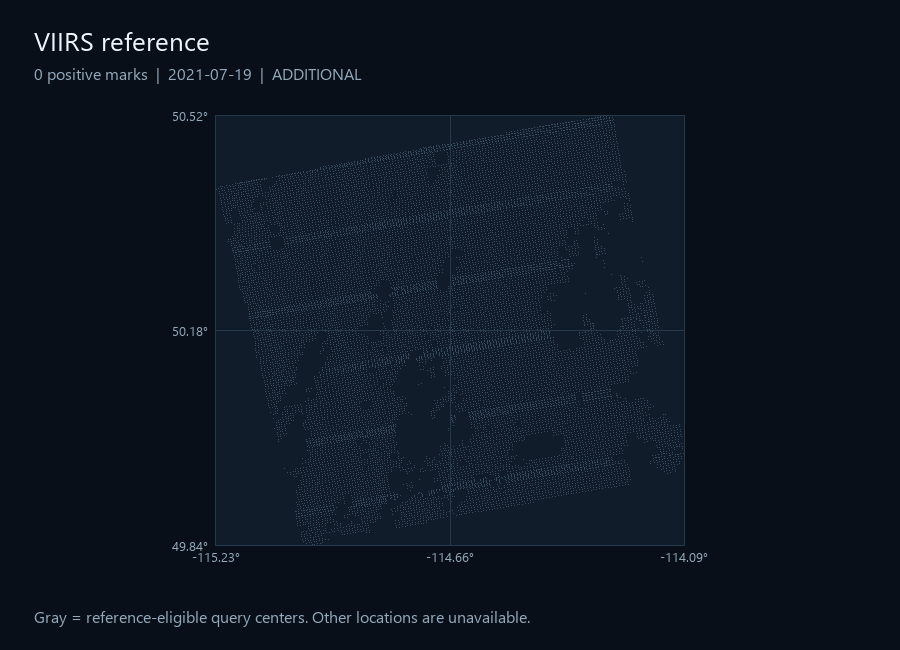 VIIRS reference
0 positive marks | 2021-07-19 | ADDITIONAL
50.52°
50.18°
49.84°
-115.23° -114.66° -114.09°
Gray = reference-eligible query centers. Other locations are unavailable.